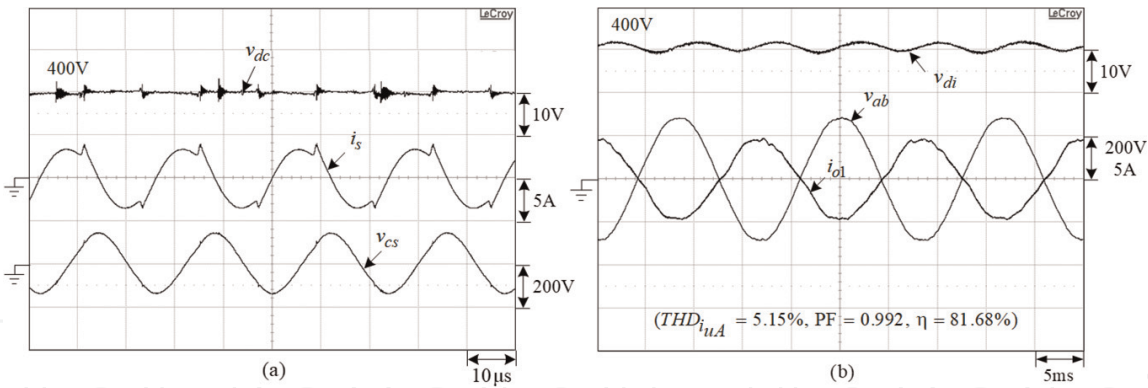 (a)
LeCroy
400V
v_dc
10V
i_s
5A
v_cs
200V
(a)
10μs
(b)
LeCroy
400V
10V
v_di
v_ab
200V
5A
i_o1
(THD_i_uA = 5.15%, PF = 0.992, η = 81.68%)
(b)
5ms